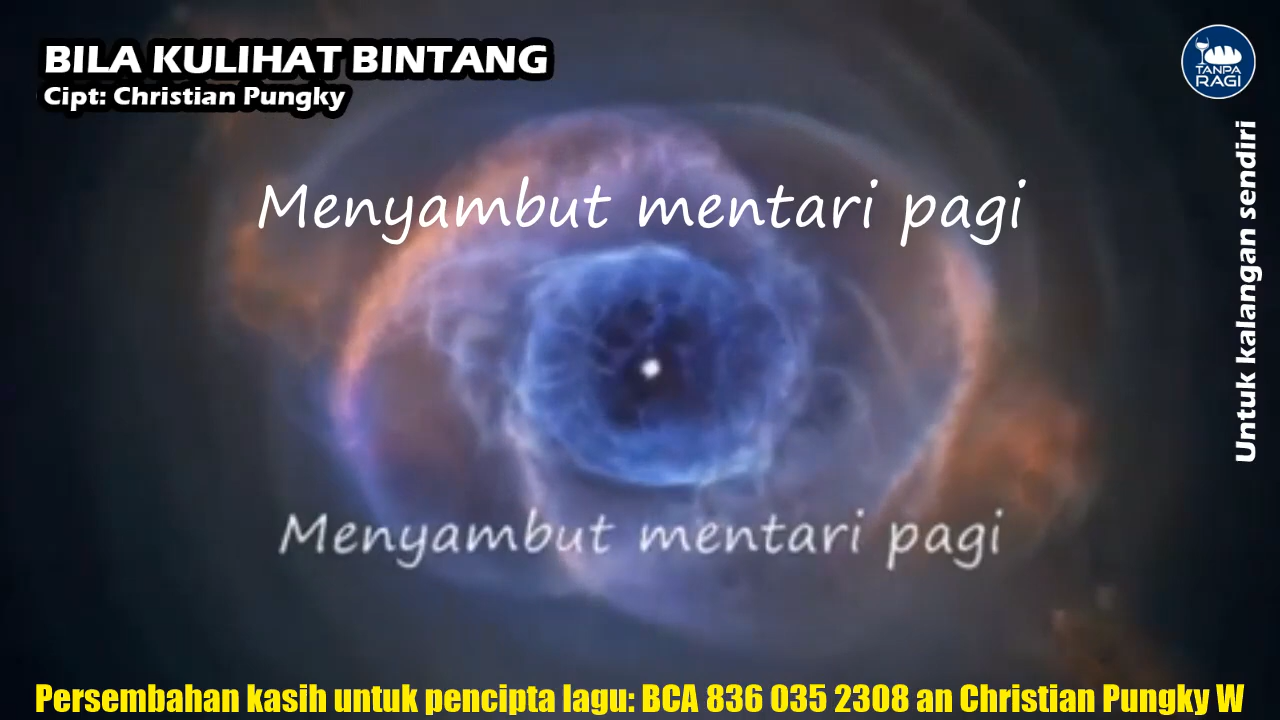 BILA KULIHAT BINTANG
Cipt: Christian Pungky
TANPA
RAGI
Untuk kalangan sendiri
Menyambut mentari pagi
Menyambut mentari pagi
Persembahan kasih untuk pencipta lagu: BCA 836 035 2308 an Christian Pungky W